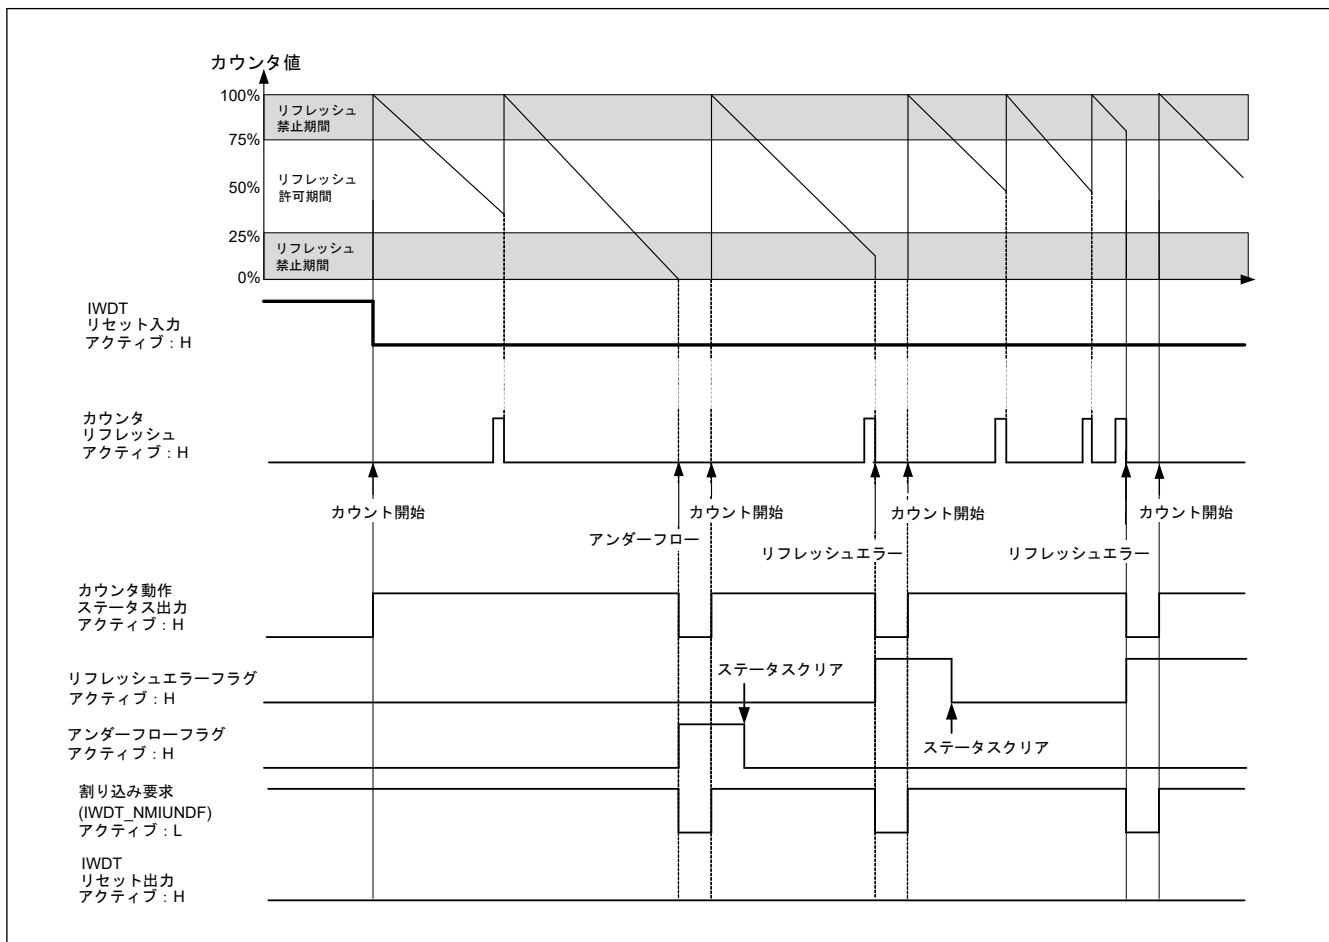 カウンタ値
100%
リフレッシュ
禁止期間
75%
リフレッシュ
許可期間
50%
25%
リフレッシュ
禁止期間
0%
IWDT
リセット入力
アクティブ：H
カウンタ
リフレッシュ
アクティブ：H
カウント開始
カウント開始
カウント開始
カウント開始
アンダーフロー
リフレッシュエラー
リフレッシュエラー
カウンタ動作
ステータス出力
アクティブ：H
ステータスクリア
リフレッシュエラーフラグ
アクティブ：H
アンダーフローフラグ
アクティブ：H
ステータスクリア
割り込み要求
(IWDT_NMIUNDF)
アクティブ：L
IWDT
リセット出力
アクティブ：H